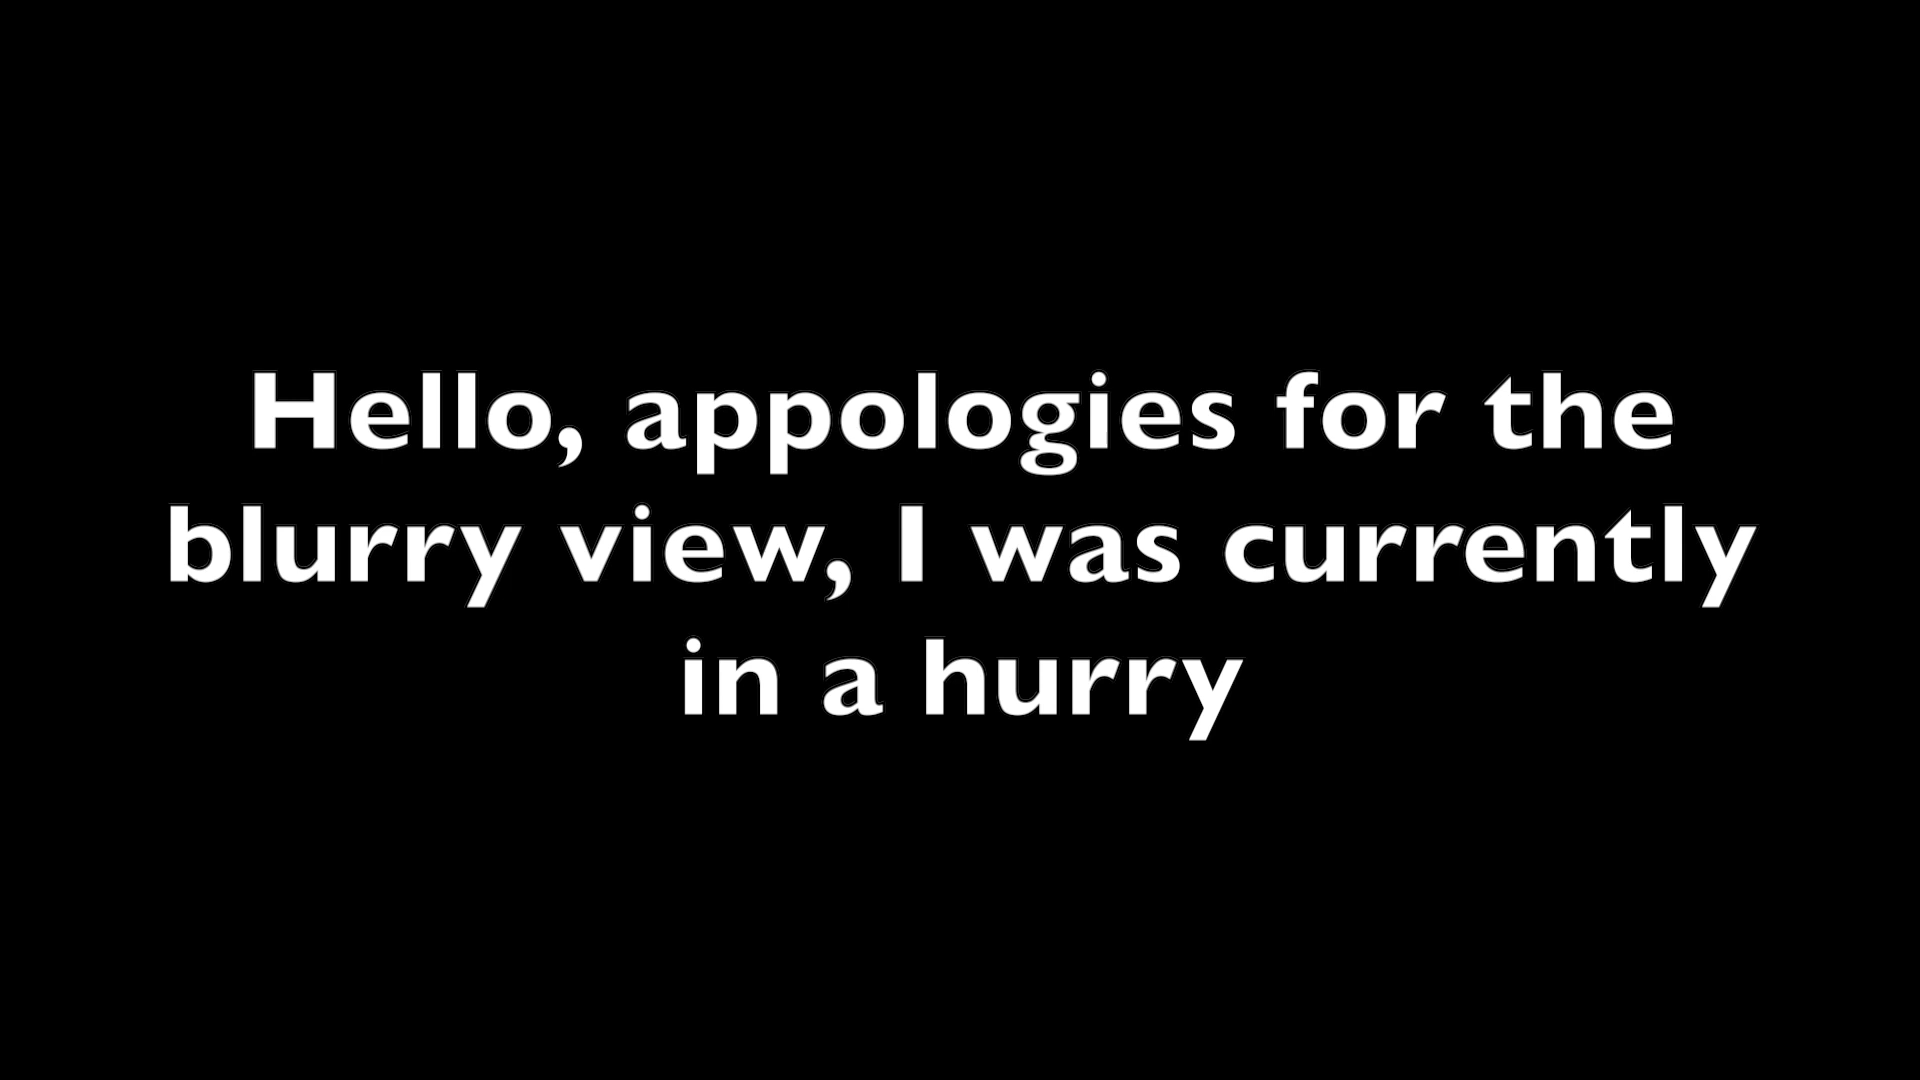 Hello, appologies for the
blurry view, I was currently
in a hurry